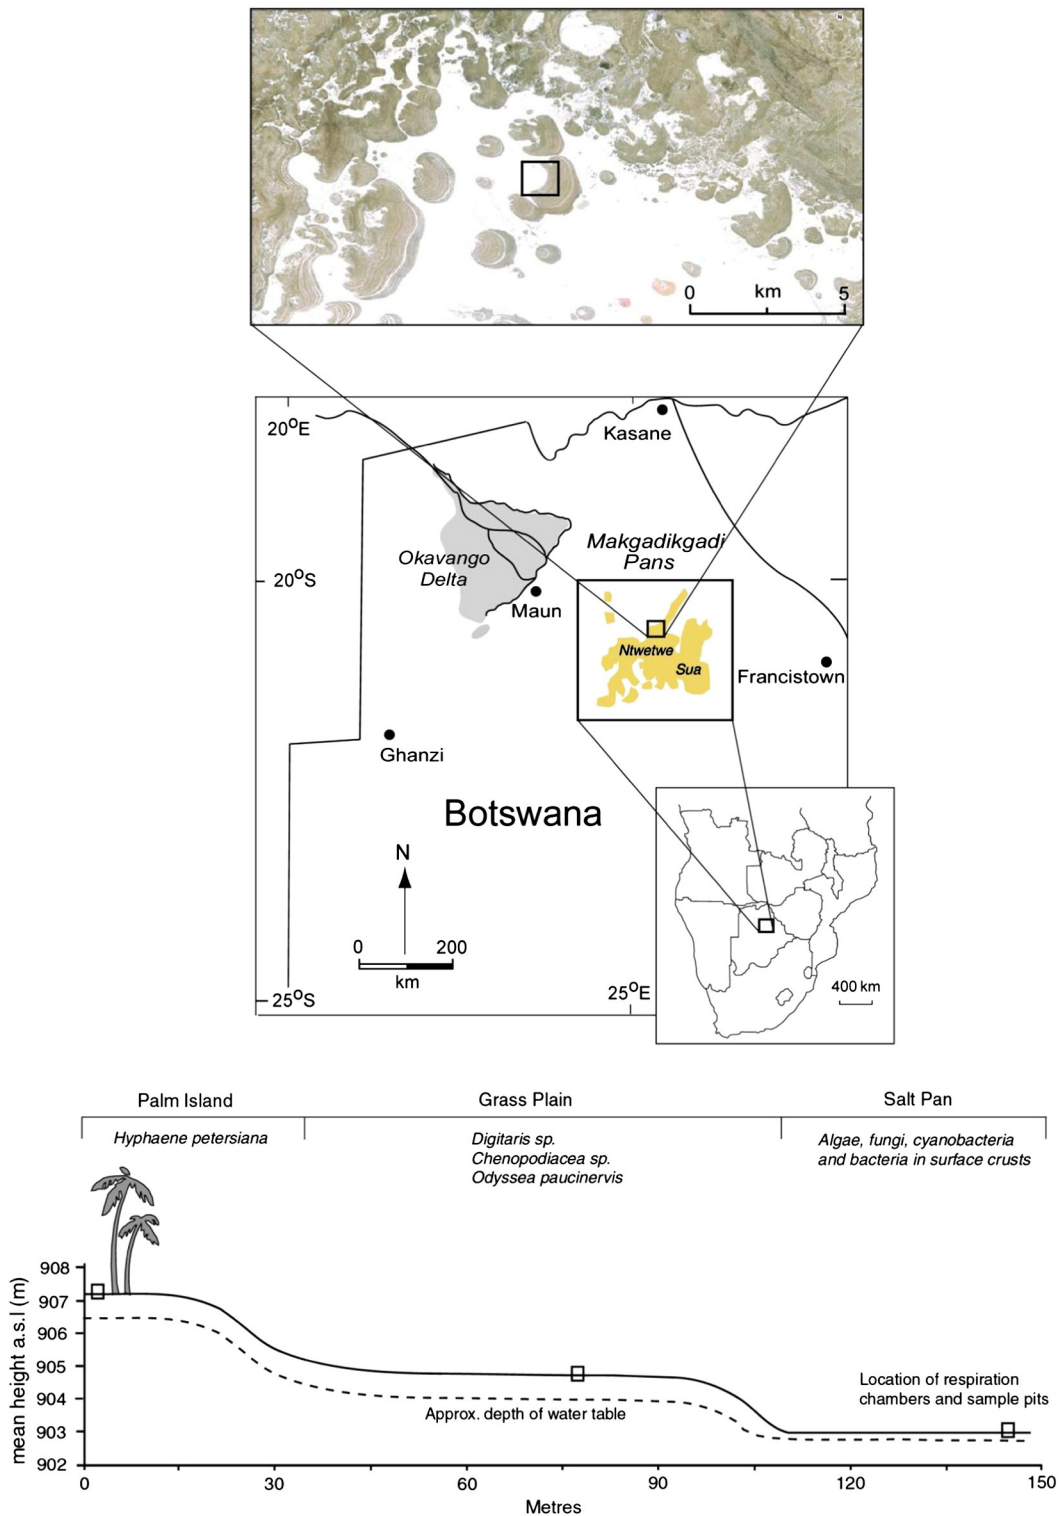 N
0 km 5
20°E
Kasane
Makgadikgadi
Pans
Okavango
Delta
20°S
Maun
Ntwetwe
Sua
Francistown
Ghanzi
Botswana
N
0 200
km
400 km
25°E
25°S
Palm Island Grass Plain Salt Pan
Hyphaene petersiana
Digitaris sp.
Chenopodiacea sp.
Odyssea paucinervis
Algae, fungi, cyanobacteria
and bacteria in surface crusts
mean height a.s.l (m)
908
907
906
905
904
903
902
Location of respiration
chambers and sample pits
Approx. depth of water table
0 30 60 90 120 150
Metres